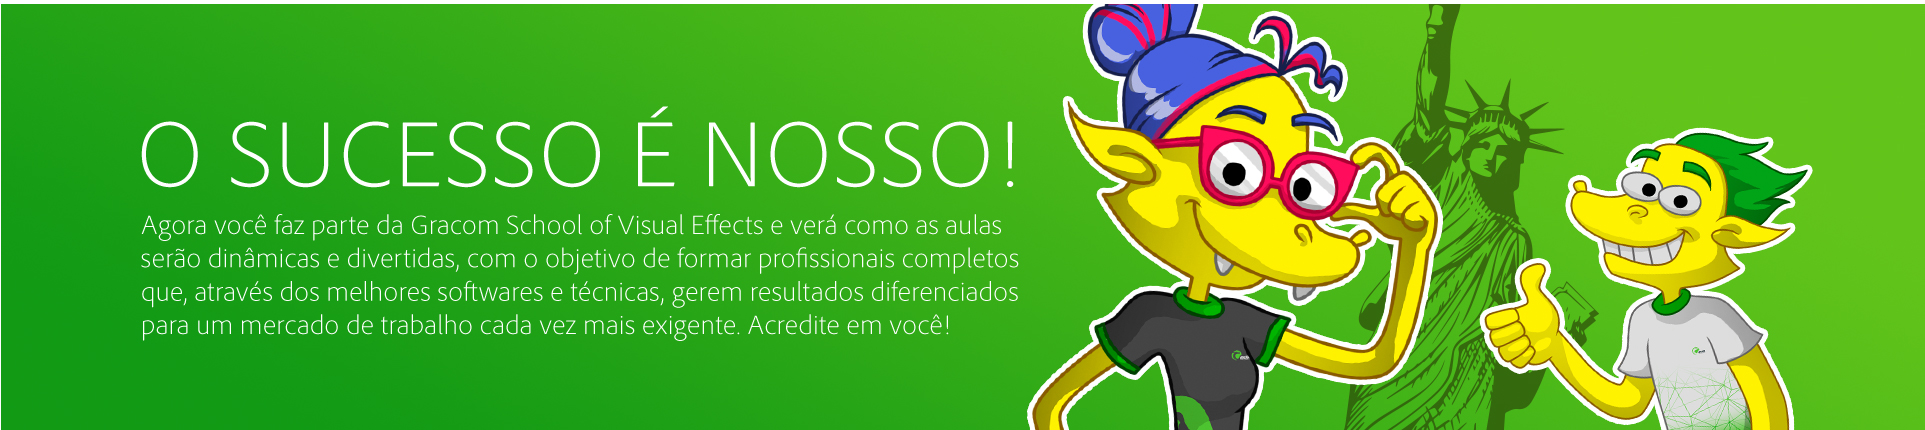 O SUCESSO É NOSSO!
Agora você faz parte da Gracom School of Visual Effects e verá como as aulas
serão dinâmicas e divertidas, com o objetivo de formar profissionais completos
que, através dos melhores softwares e técnicas, gerem resultados diferenciados
para um mercado de trabalho cada vez mais exigente. Acredite em você!